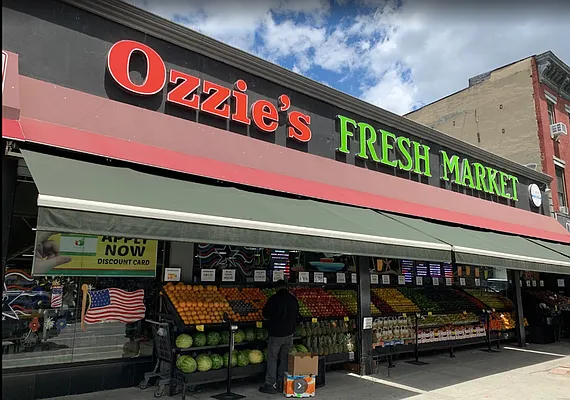 Ozzie's FRESH MARKET
APPLY
NOW
DISCOUNT CARD